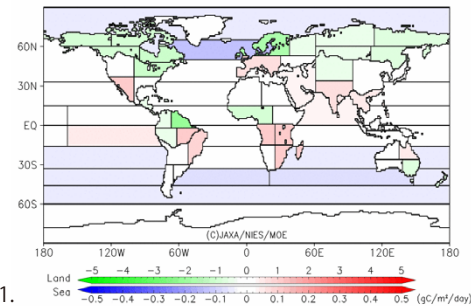 60N
30N
EQ
30S
60S
(C)JAXA/NIES/MOE
180 120W 60W 0 60E 120E 180
-5 -4 -3 -2 -1 0 1 2 3 4 5
Land
Sea
-0.5 -0.4 -0.3 -0.2 -0.1 0 0.1 0.2 0.3 0.4 0.5 (gC/m²/day)
1.